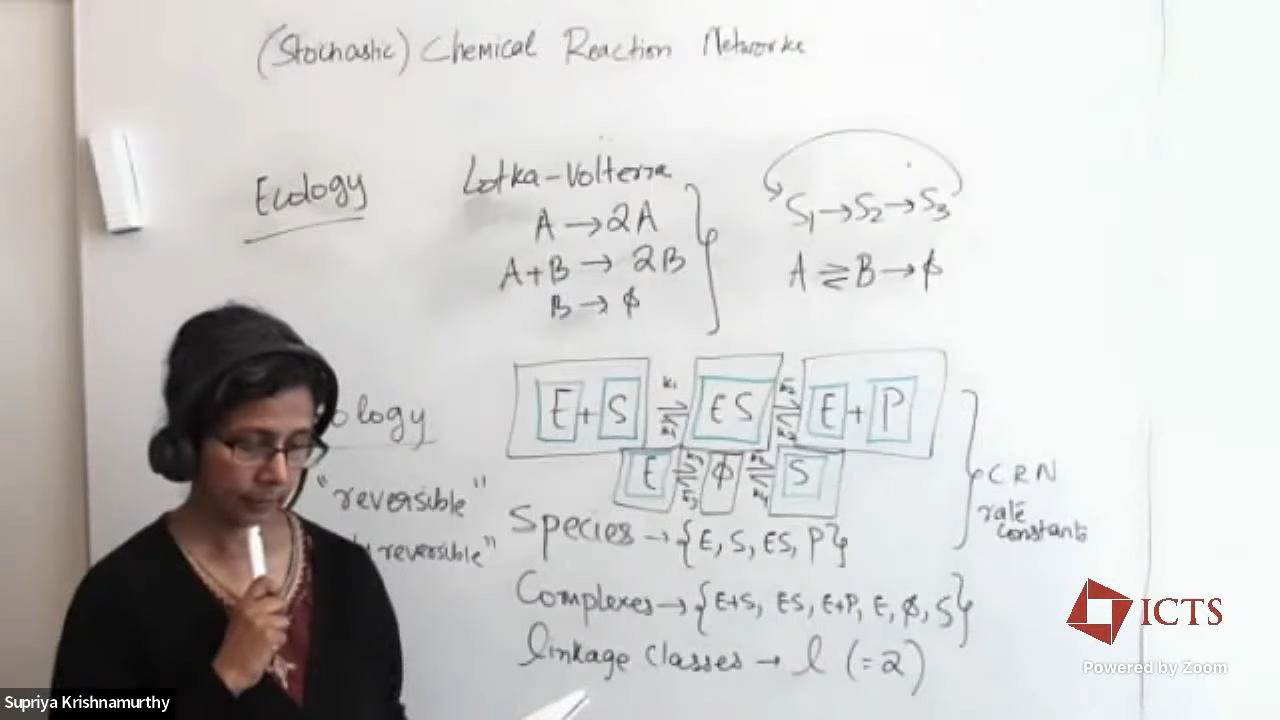 (Stochastic) Chemical Reaction Networks
Ecology
Lotka-Volterra
A → 2A
A+B → 2B
B → ϕ
S₁→S₂→S₃
A ⇄ B → ϕ
ology
E+S ⇄ ES ⇄ E+P
k₁
E ⇄ ϕ ⇄ S
"reversible"
reversible"
CRN
rate
constants
Species → {E, S, ES, P}
Complexes → {E+S, ES, E+P, E, ϕ, S}
linkage classes → l (=2)
ICTS
Powered by Zoom
Supriya Krishnamurthy